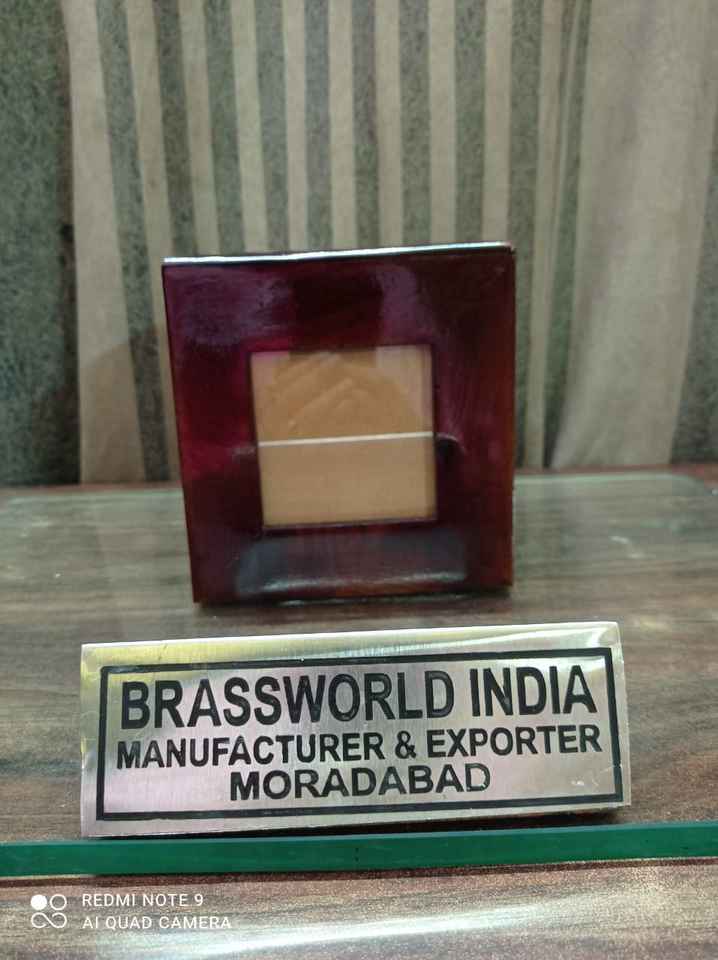 BRASSWORLD INDIA
MANUFACTURER & EXPORTER
MORADABAD
REDMI NOTE 9
AI QUAD CAMERA